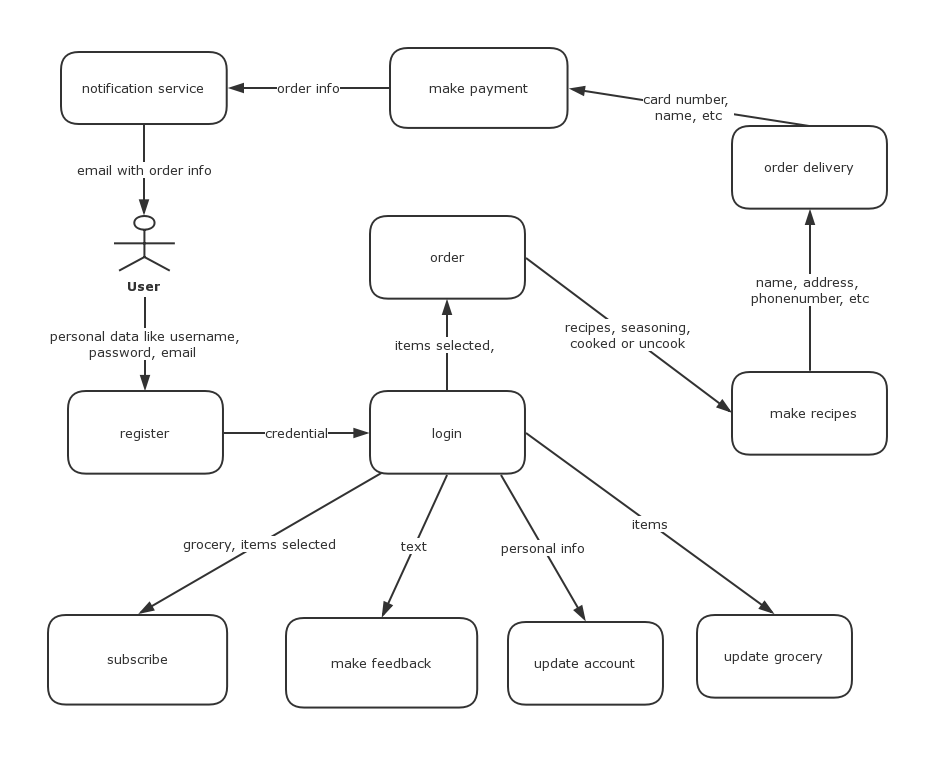 notification service
order info
make payment
card number,
name, etc
order delivery
email with order info
User
order
name, address,
phonenumber, etc
personal data like username,
password, email
items selected,
recipes, seasoning,
cooked or uncook
register
credential
login
make recipes
grocery, items selected
text
personal info
items
subscribe
make feedback
update account
update grocery